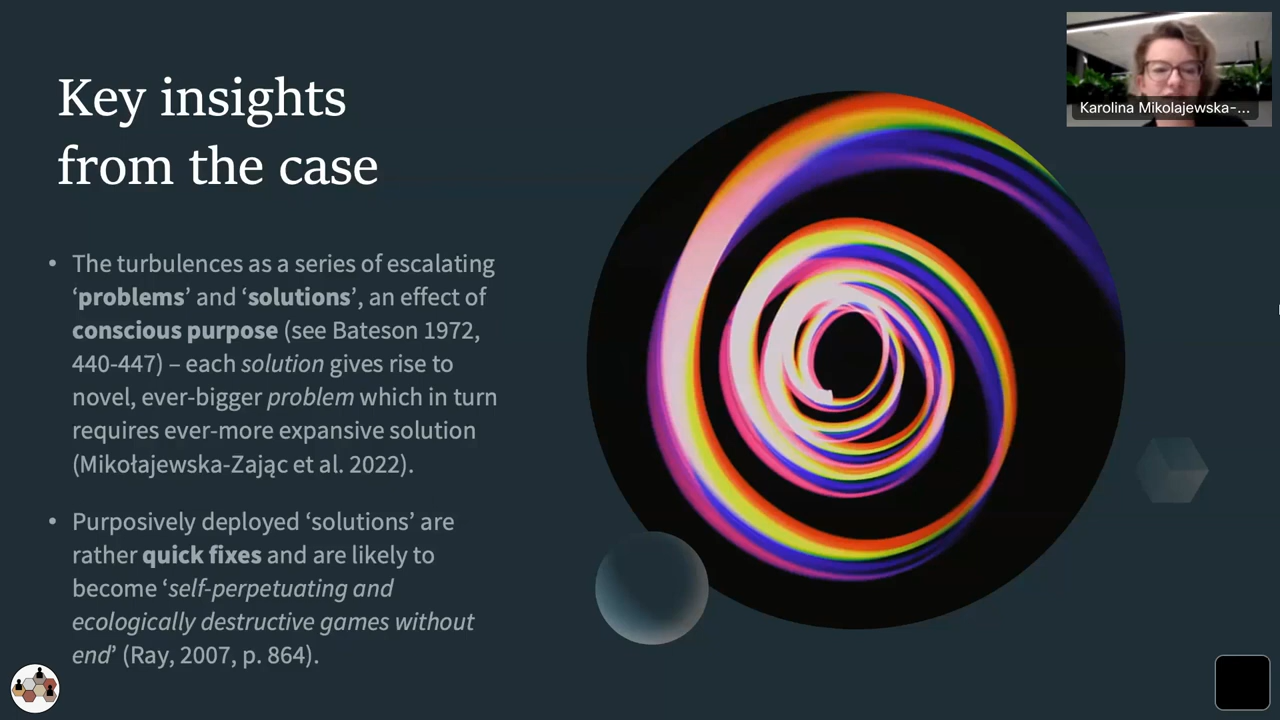 Key insights
from the case
• The turbulences as a series of escalating
‘problems’ and ‘solutions’, an effect of
conscious purpose (see Bateson 1972,
440-447) – each solution gives rise to
novel, ever-bigger problem which in turn
requires ever-more expansive solution
(Mikołajewska-Zając et al. 2022).
• Purposively deployed ‘solutions’ are
rather quick fixes and are likely to
become ‘self-perpetuating and
ecologically destructive games without
end’ (Ray, 2007, p. 864).
Karolina Mikolajewska-...